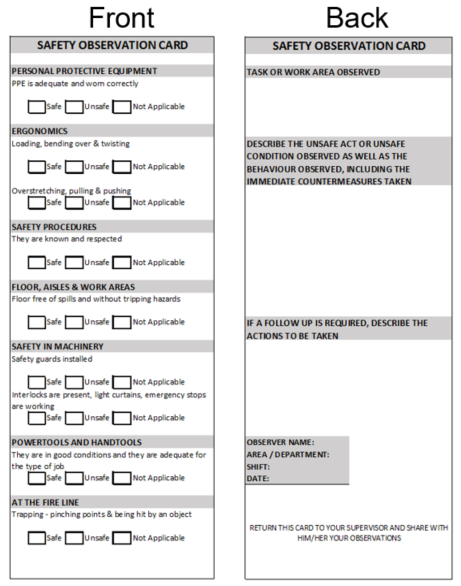 Front
SAFETY OBSERVATION CARD
PERSONAL PROTECTIVE EQUIPMENT
PPE is adequate and worn correctly
Safe Unsafe Not Applicable
ERGONOMICS
Loading, bending over & twisting
Safe Unsafe Not Applicable
Overstretching, pulling & pushing
Safe Unsafe Not Applicable
SAFETY PROCEDURES
They are known and respected
Safe Unsafe Not Applicable
FLOOR, AISLES & WORK AREAS
Floor free of spills and without tripping hazards
Safe Unsafe Not Applicable
SAFETY IN MACHINERY
Safety guards installed
Safe Unsafe Not Applicable
Interlocks are present, light curtains, emergency stops
are working
Safe Unsafe Not Applicable
POWERTOOLS AND HANDTOOLS
They are in good conditions and they are adequate for
the type of job
Safe Unsafe Not Applicable
AT THE FIRE LINE
Trapping - pinching points & being hit by an object
Safe Unsafe Not Applicable
Back
SAFETY OBSERVATION CARD
TASK OR WORK AREA OBSERVED
DESCRIBE THE UNSAFE ACT OR UNSAFE
CONDITION OBSERVED AS WELL AS THE
BEHAVIOUR OBSERVED, INCLUDING THE
IMMEDIATE COUNTERMEASURES TAKEN
IF A FOLLOW UP IS REQUIRED, DESCRIBE THE
ACTIONS TO BE TAKEN
OBSERVER NAME:
AREA / DEPARTMENT:
SHIFT:
DATE:
RETURN THIS CARD TO YOUR SUPERVISOR AND SHARE WITH
HIM/HER YOUR OBSERVATIONS